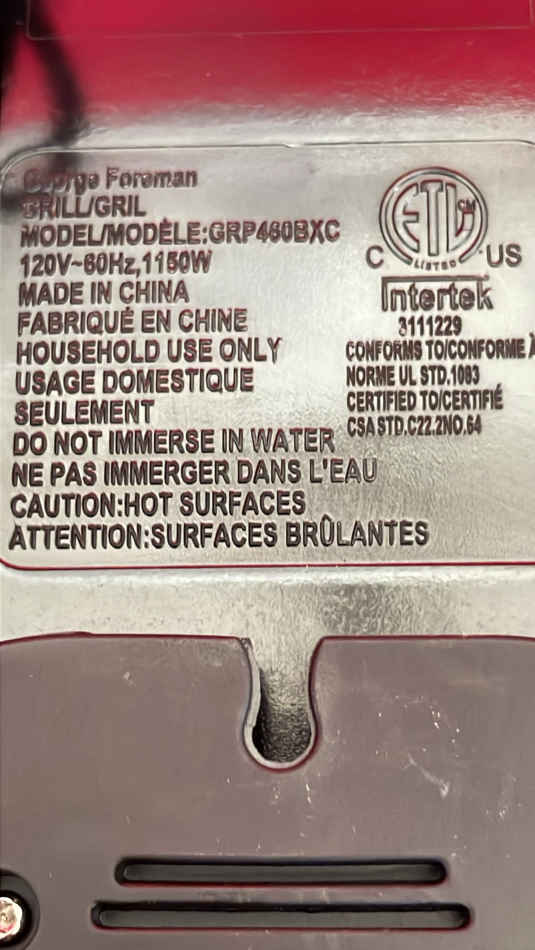 George Foreman
GRILL/GRIL
MODEL/MODÈLE:GRP460BXC
120V~60Hz,1150W
MADE IN CHINA
FABRIQUÉ EN CHINE
HOUSEHOLD USE ONLY
USAGE DOMESTIQUE
SEULEMENT
DO NOT IMMERSE IN WATER
NE PAS IMMERGER DANS L'EAU
CAUTION:HOT SURFACES
ATTENTION:SURFACES BRÛLANTES
ETL CM
LISTED
C US
Intertek
3111229
CONFORMS TO/CONFORME À
NORME UL STD.1083
CERTIFIED TO/CERTIFIÉ
CSA STD.C22.2NO.64